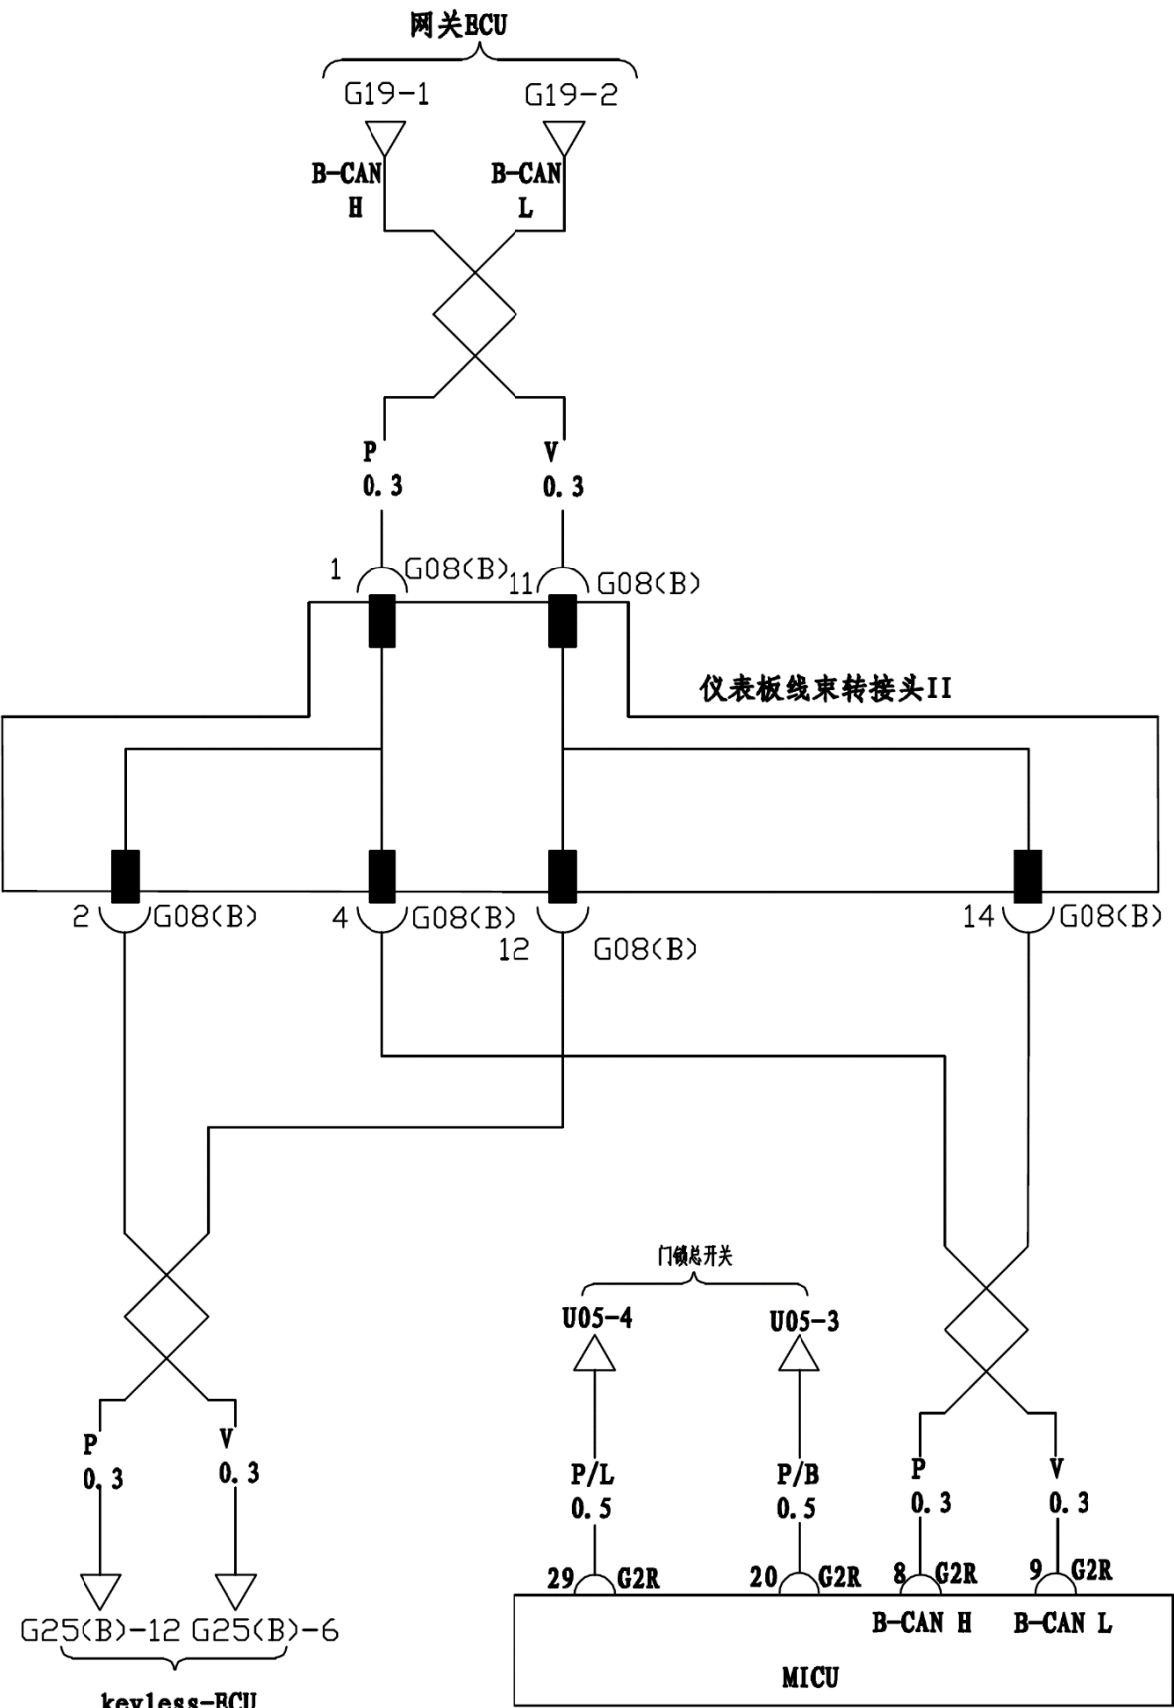 网关ECU
G19-1 G19-2
B-CAN H B-CAN L
P 0.3 V 0.3
1 G08(B) 11 G08(B)
仪表板线束转接头II
2 G08(B) 4 G08(B) 12 G08(B) 14 G08(B)
门锁总开关
U05-4 U05-3
P 0.3 V 0.3
P/L 0.5 P/B 0.5 P 0.3 V 0.3
29 G2R 20 G2R 8 G2R 9 G2R
B-CAN H B-CAN L
G25(B)-12 G25(B)-6
MICU
keyless-ECU